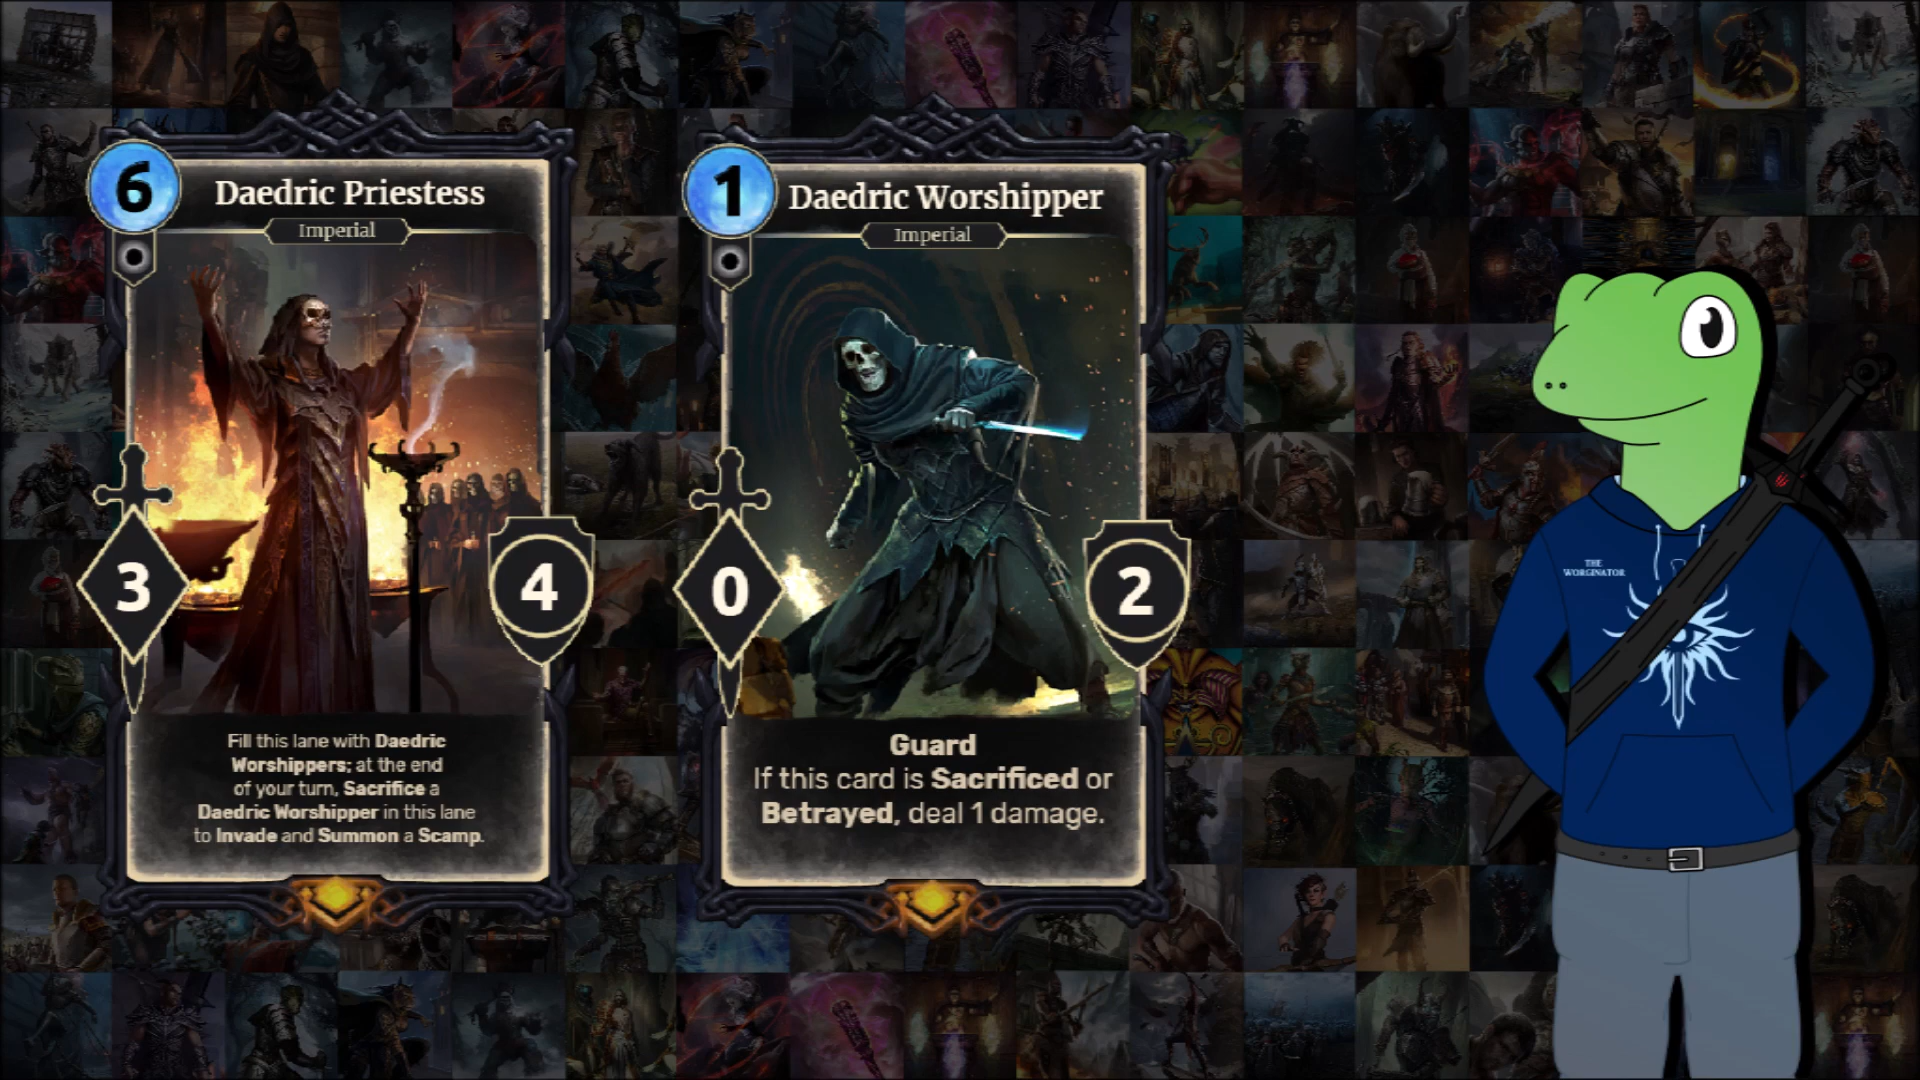 6
Daedric Priestess
Imperial
3
4
Fill this lane with Daedric
Worshippers; at the end
of your turn, Sacrifice a
Daedric Worshipper in this lane
to Invade and Summon a Scamp.
1
Daedric Worshipper
Imperial
0
2
Guard
If this card is Sacrificed or
Betrayed, deal 1 damage.
THE
WORGINATOR